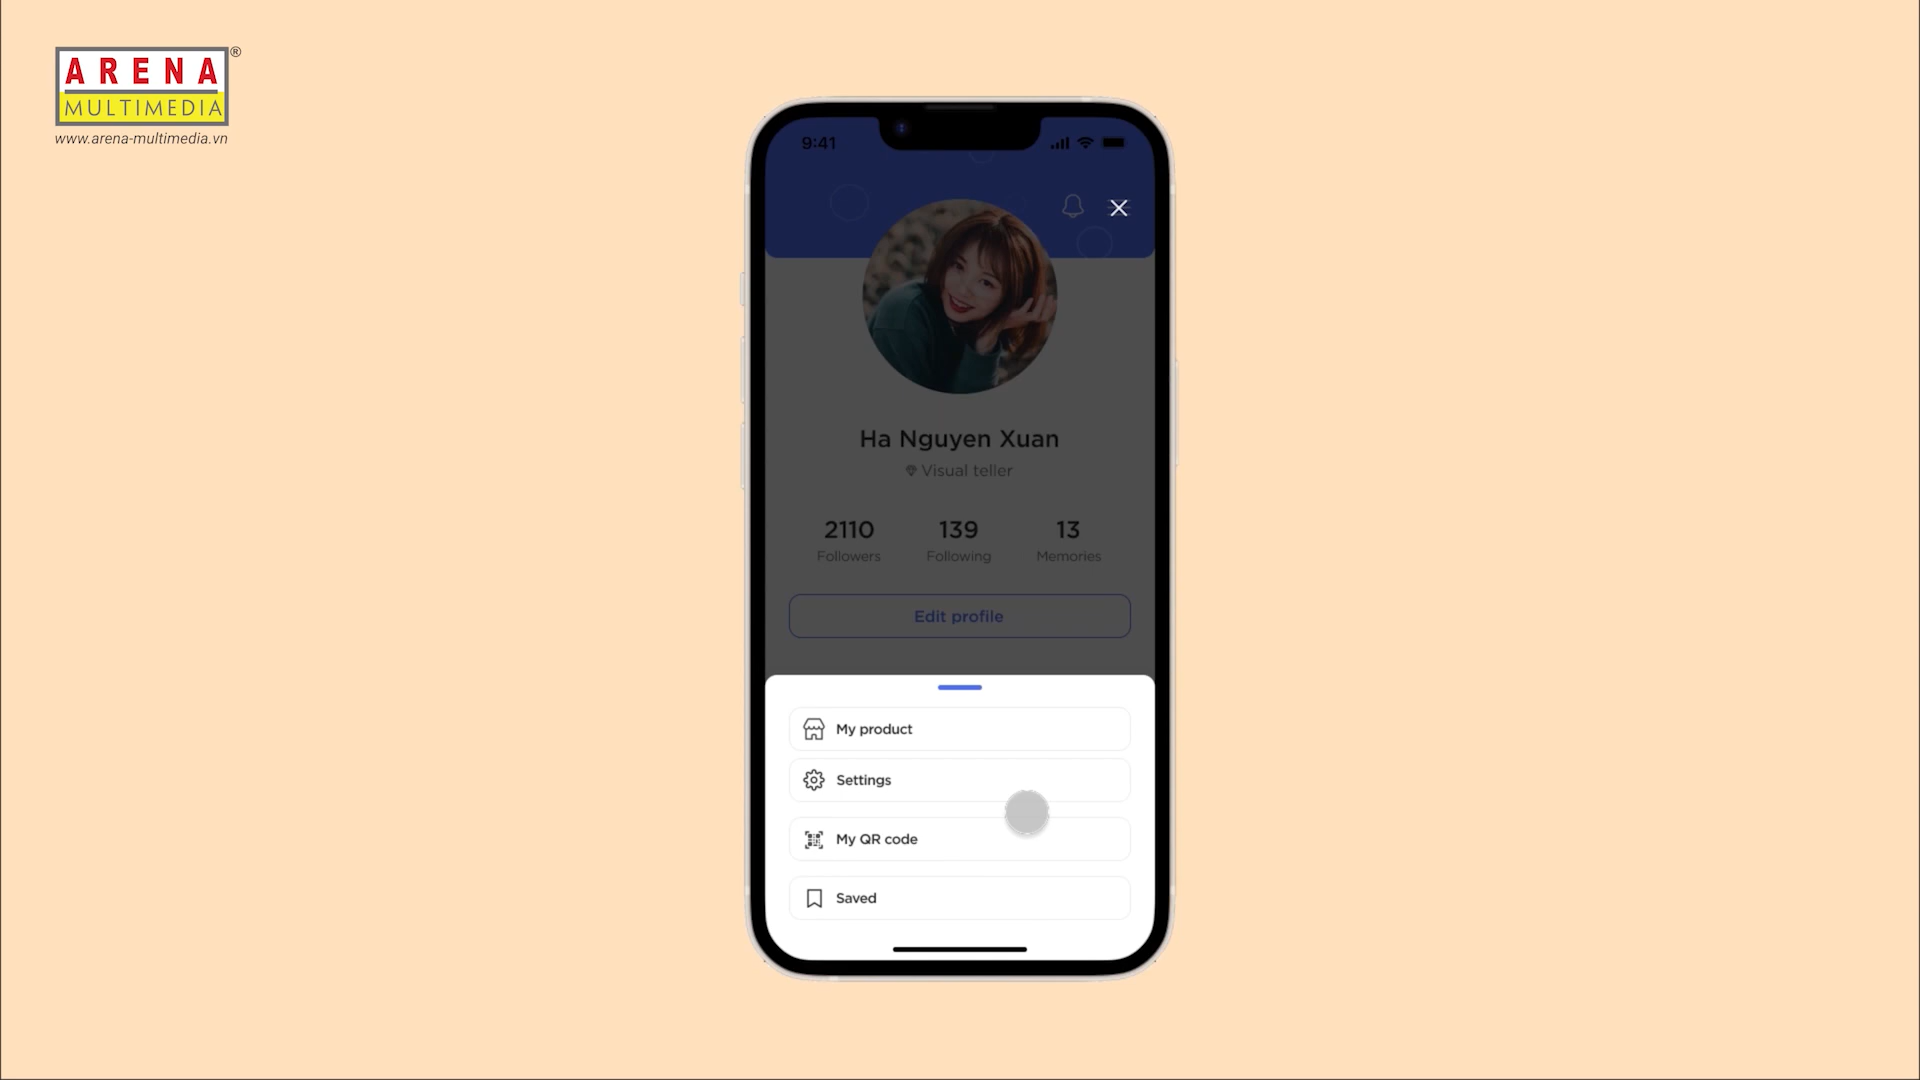 ARENA ®
MULTIMEDIA
www.arena-multimedia.vn
9:41
Ha Nguyen Xuan
Visual teller
2110 139 13
Followers Following Memories
Edit profile
My product
Settings
My QR code
Saved